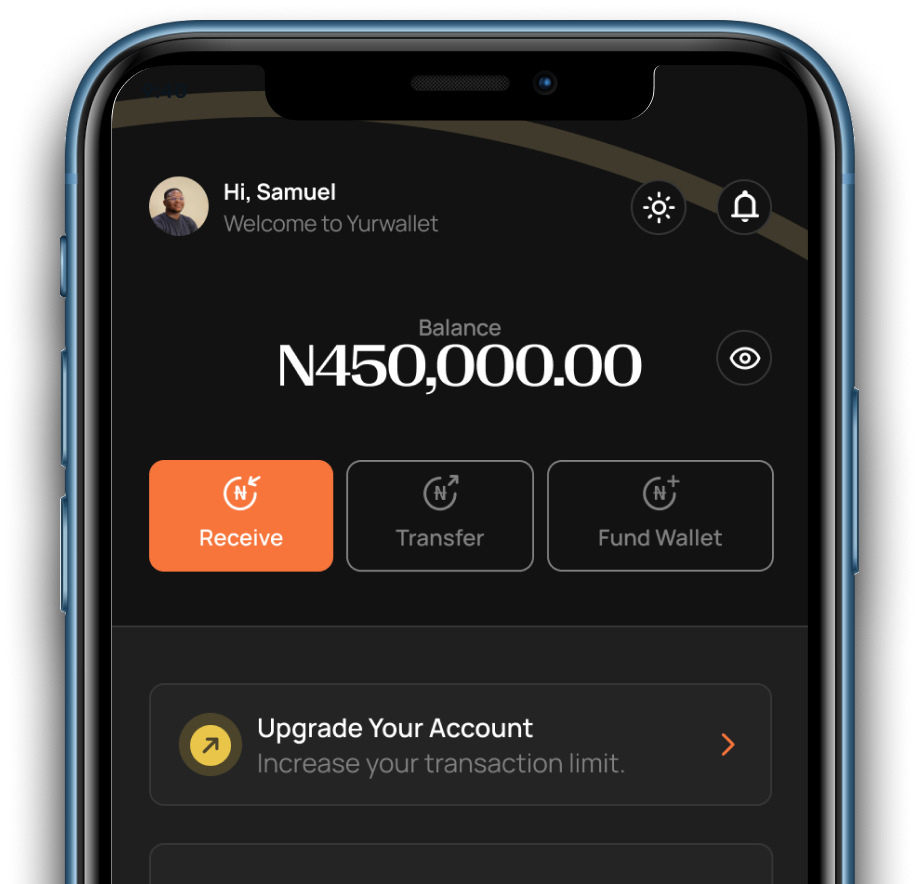 Hi, Samuel
Welcome to Yurwallet
Balance
N450,000.00
Receive
Transfer
Fund Wallet
Upgrade Your Account
Increase your transaction limit.